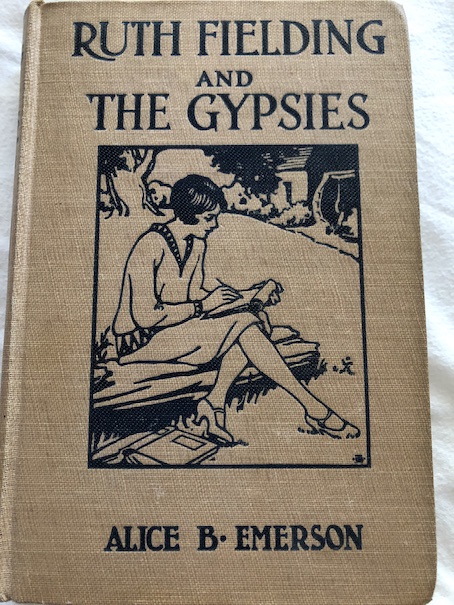 RUTH FIELDING
AND
THE GYPSIES
ALICE B. EMERSON